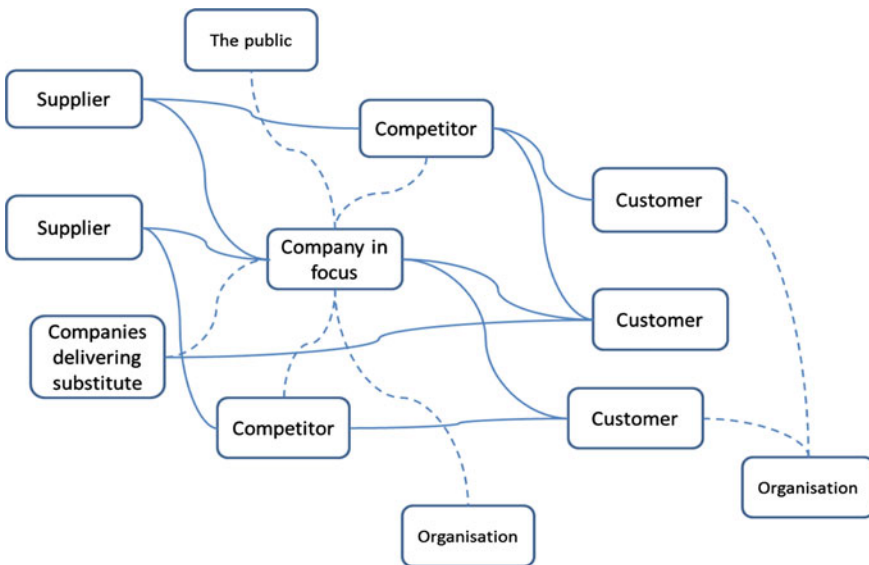 The public
Supplier
Competitor
Customer
Supplier
Company in
focus
Customer
Companies
delivering
substitute
Competitor
Customer
Organisation
Organisation